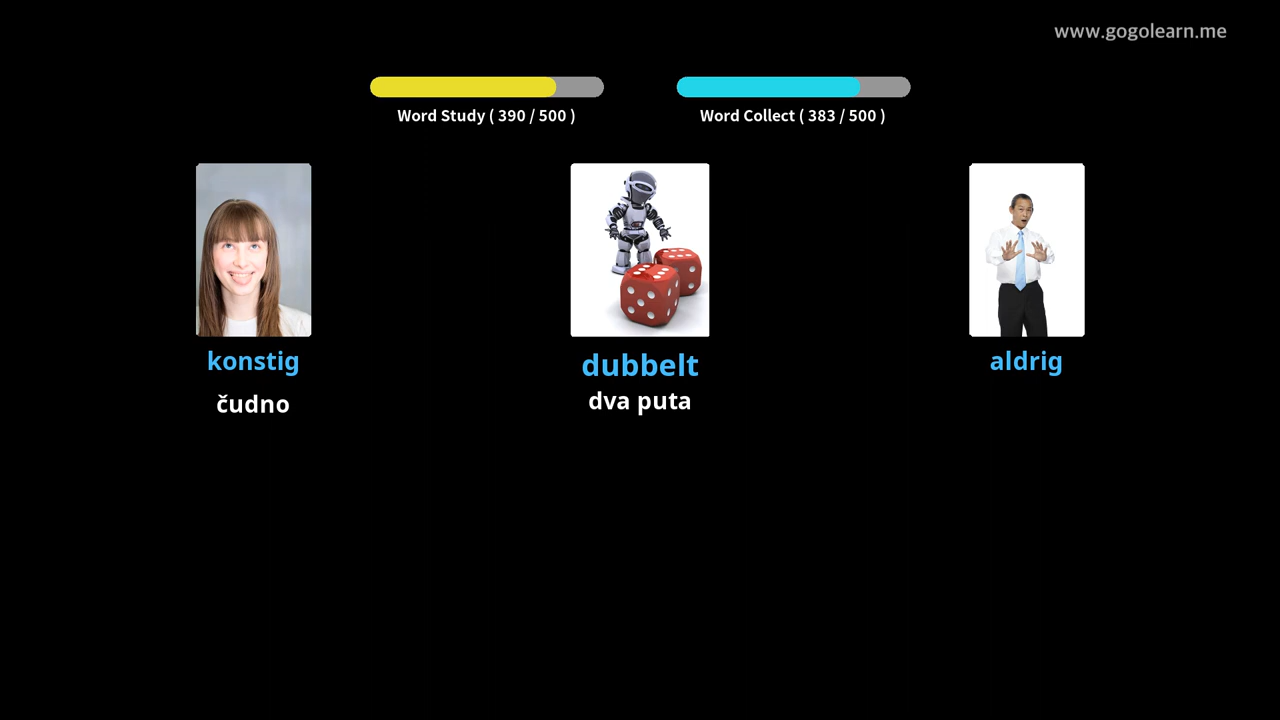 www.gogolearn.me
Word Study ( 390 / 500 )
Word Collect ( 383 / 500 )
konstig
dubbelt
aldrig
čudno
dva puta